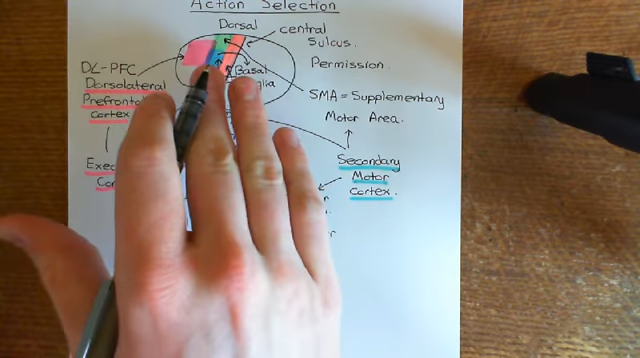 Action Selection
Dorsal
central
Sulcus.
Permission.
DL-PFC
Dorsolateral
Prefrontal
cortex
Basal
SMA = Supplementary
Motor Area.
Secondary
Motor
Cortex.